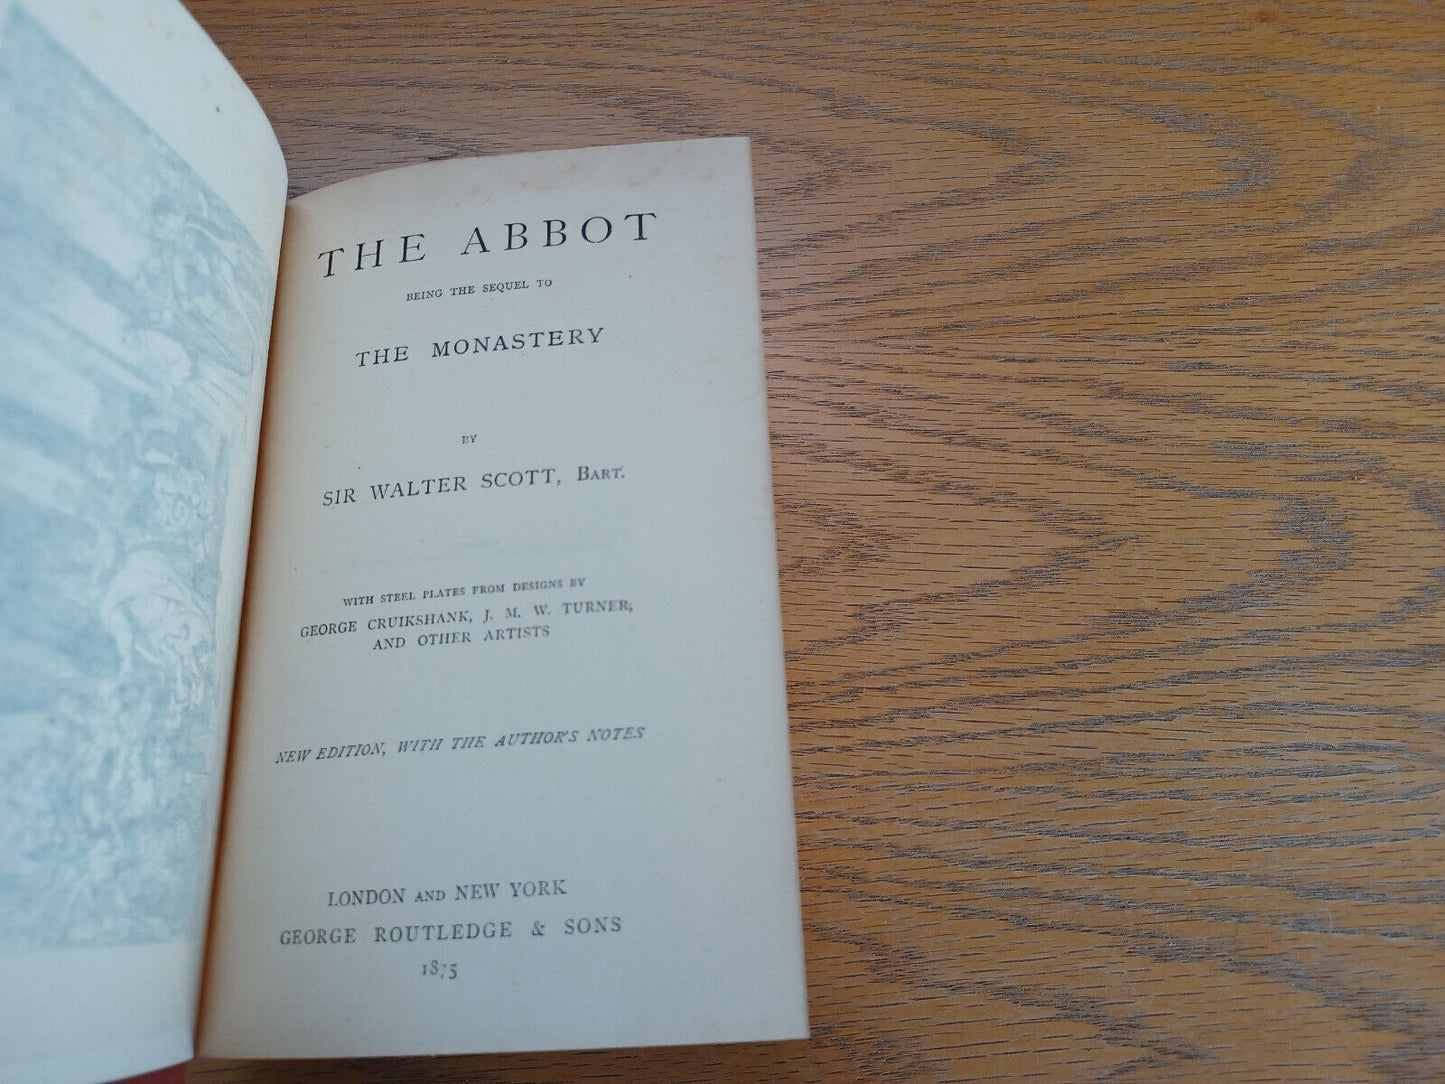 THE ABBOT
BEING THE SEQUEL TO
THE MONASTERY
BY
SIR WALTER SCOTT, BART.
WITH STEEL PLATES FROM DESIGNS BY
GEORGE CRUIKSHANK, J. M. W. TURNER,
AND OTHER ARTISTS
NEW EDITION, WITH THE AUTHOR'S NOTES
LONDON AND NEW YORK
GEORGE ROUTLEDGE & SONS
1875